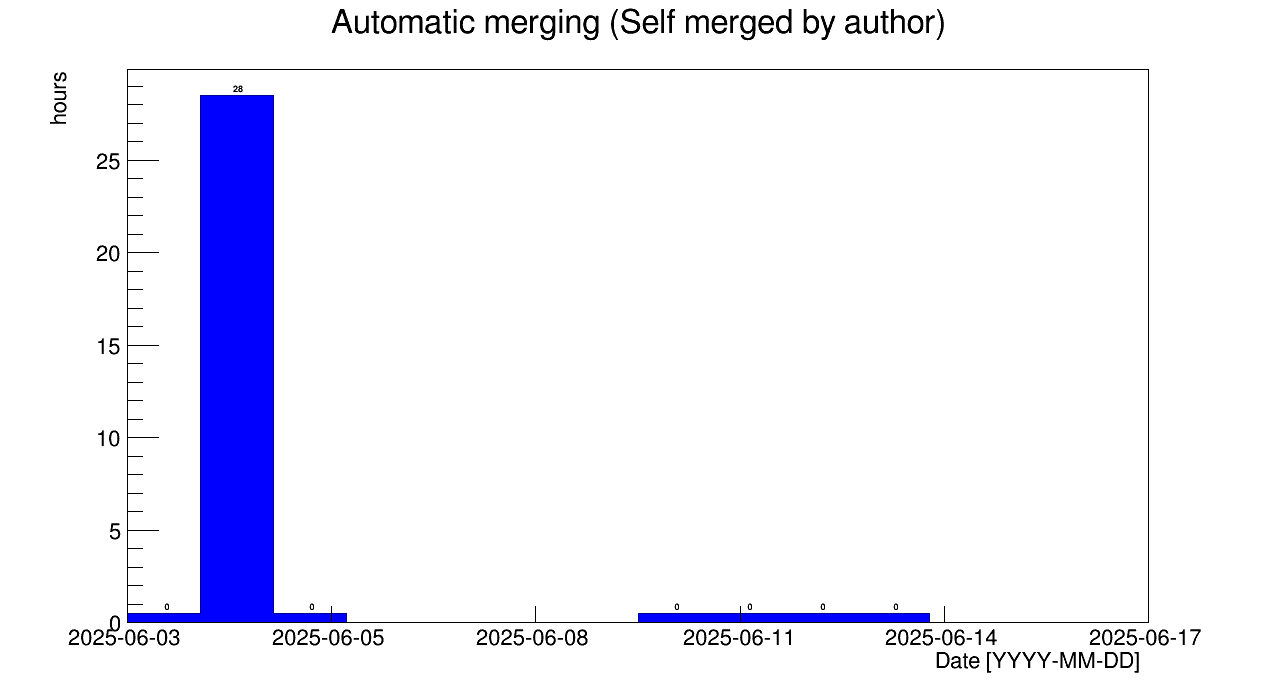 Automatic merging (Self merged by author)
hours
28
25
20
15
10
5
0
0 0 0 0 0 0
2025-06-03 2025-06-05 2025-06-08 2025-06-11 2025-06-14 2025-06-17
Date [YYYY-MM-DD]